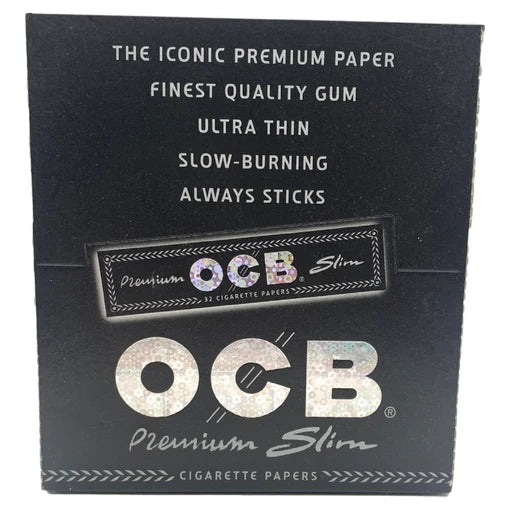 THE ICONIC PREMIUM PAPER
FINEST QUALITY GUM
ULTRA THIN
SLOW-BURNING
ALWAYS STICKS
Premium OCB® Slim
32 CIGARETTE PAPERS
OCB®
Premium Slim
CIGARETTE PAPERS